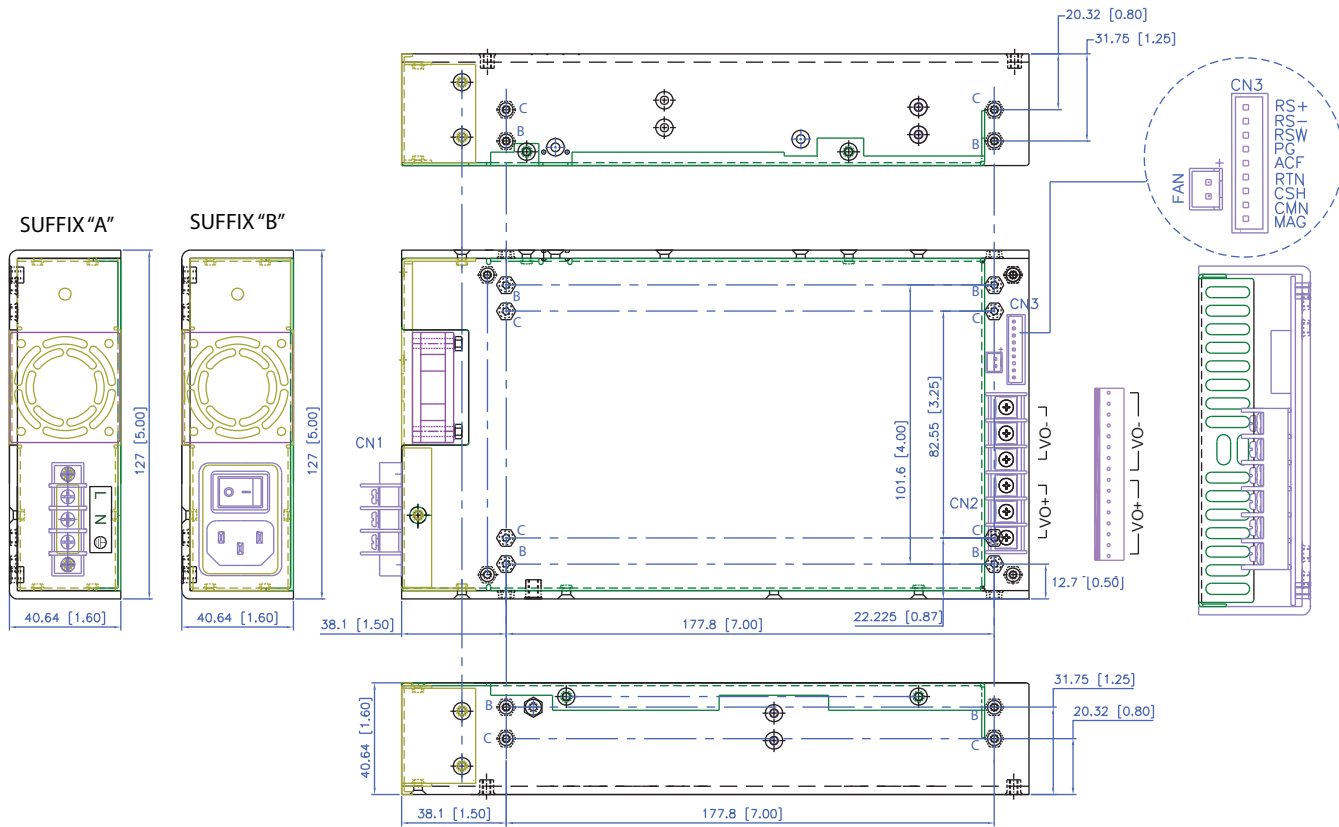 20.32 [0.80]
31.75 [1.25]
C
B
C
B
CN3
RS+
RS−
RSW
PG
ACF
RTN
CSH
CMN
MAG
+
FAN
SUFFIX "A"
SUFFIX "B"
127 [5.00]
127 [5.00]
L N
O −
40.64 [1.60]
40.64 [1.60]
CN1
B
C
B
C
CN3
+
82.55 [3.25]
101.6 [4.00]
CN2
VO-
VO+
VO-
VO+
C
B
C
B
12.7 [0.50]
22.225 [0.87]
38.1 [1.50]
177.8 [7.00]
40.64 [1.60]
B
C
B
C
31.75 [1.25]
20.32 [0.80]
38.1 [1.50]
177.8 [7.00]